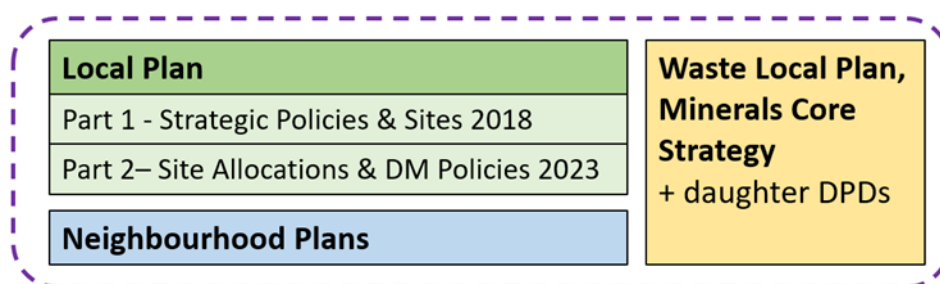 Local Plan
Part 1 - Strategic Policies & Sites 2018
Part 2– Site Allocations & DM Policies 2023
Neighbourhood Plans
Waste Local Plan,
Minerals Core
Strategy
+ daughter DPDs